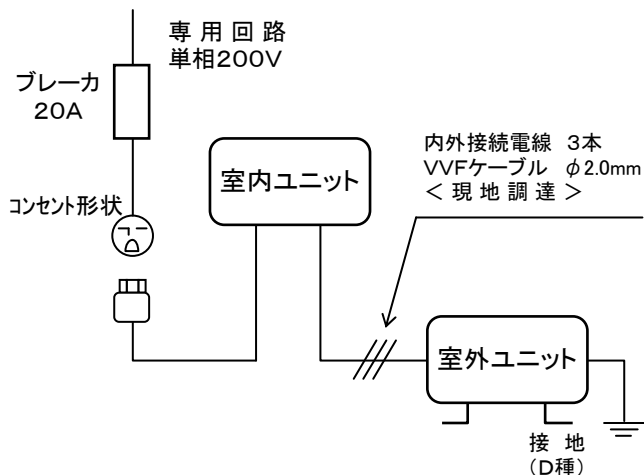 専用回路
単相200V
ブレーカ
20A
コンセント形状
室内ユニット
内外接続電線 3本
VVFケーブル φ2.0mm
<現地調達>
室外ユニット
接地
(D種)